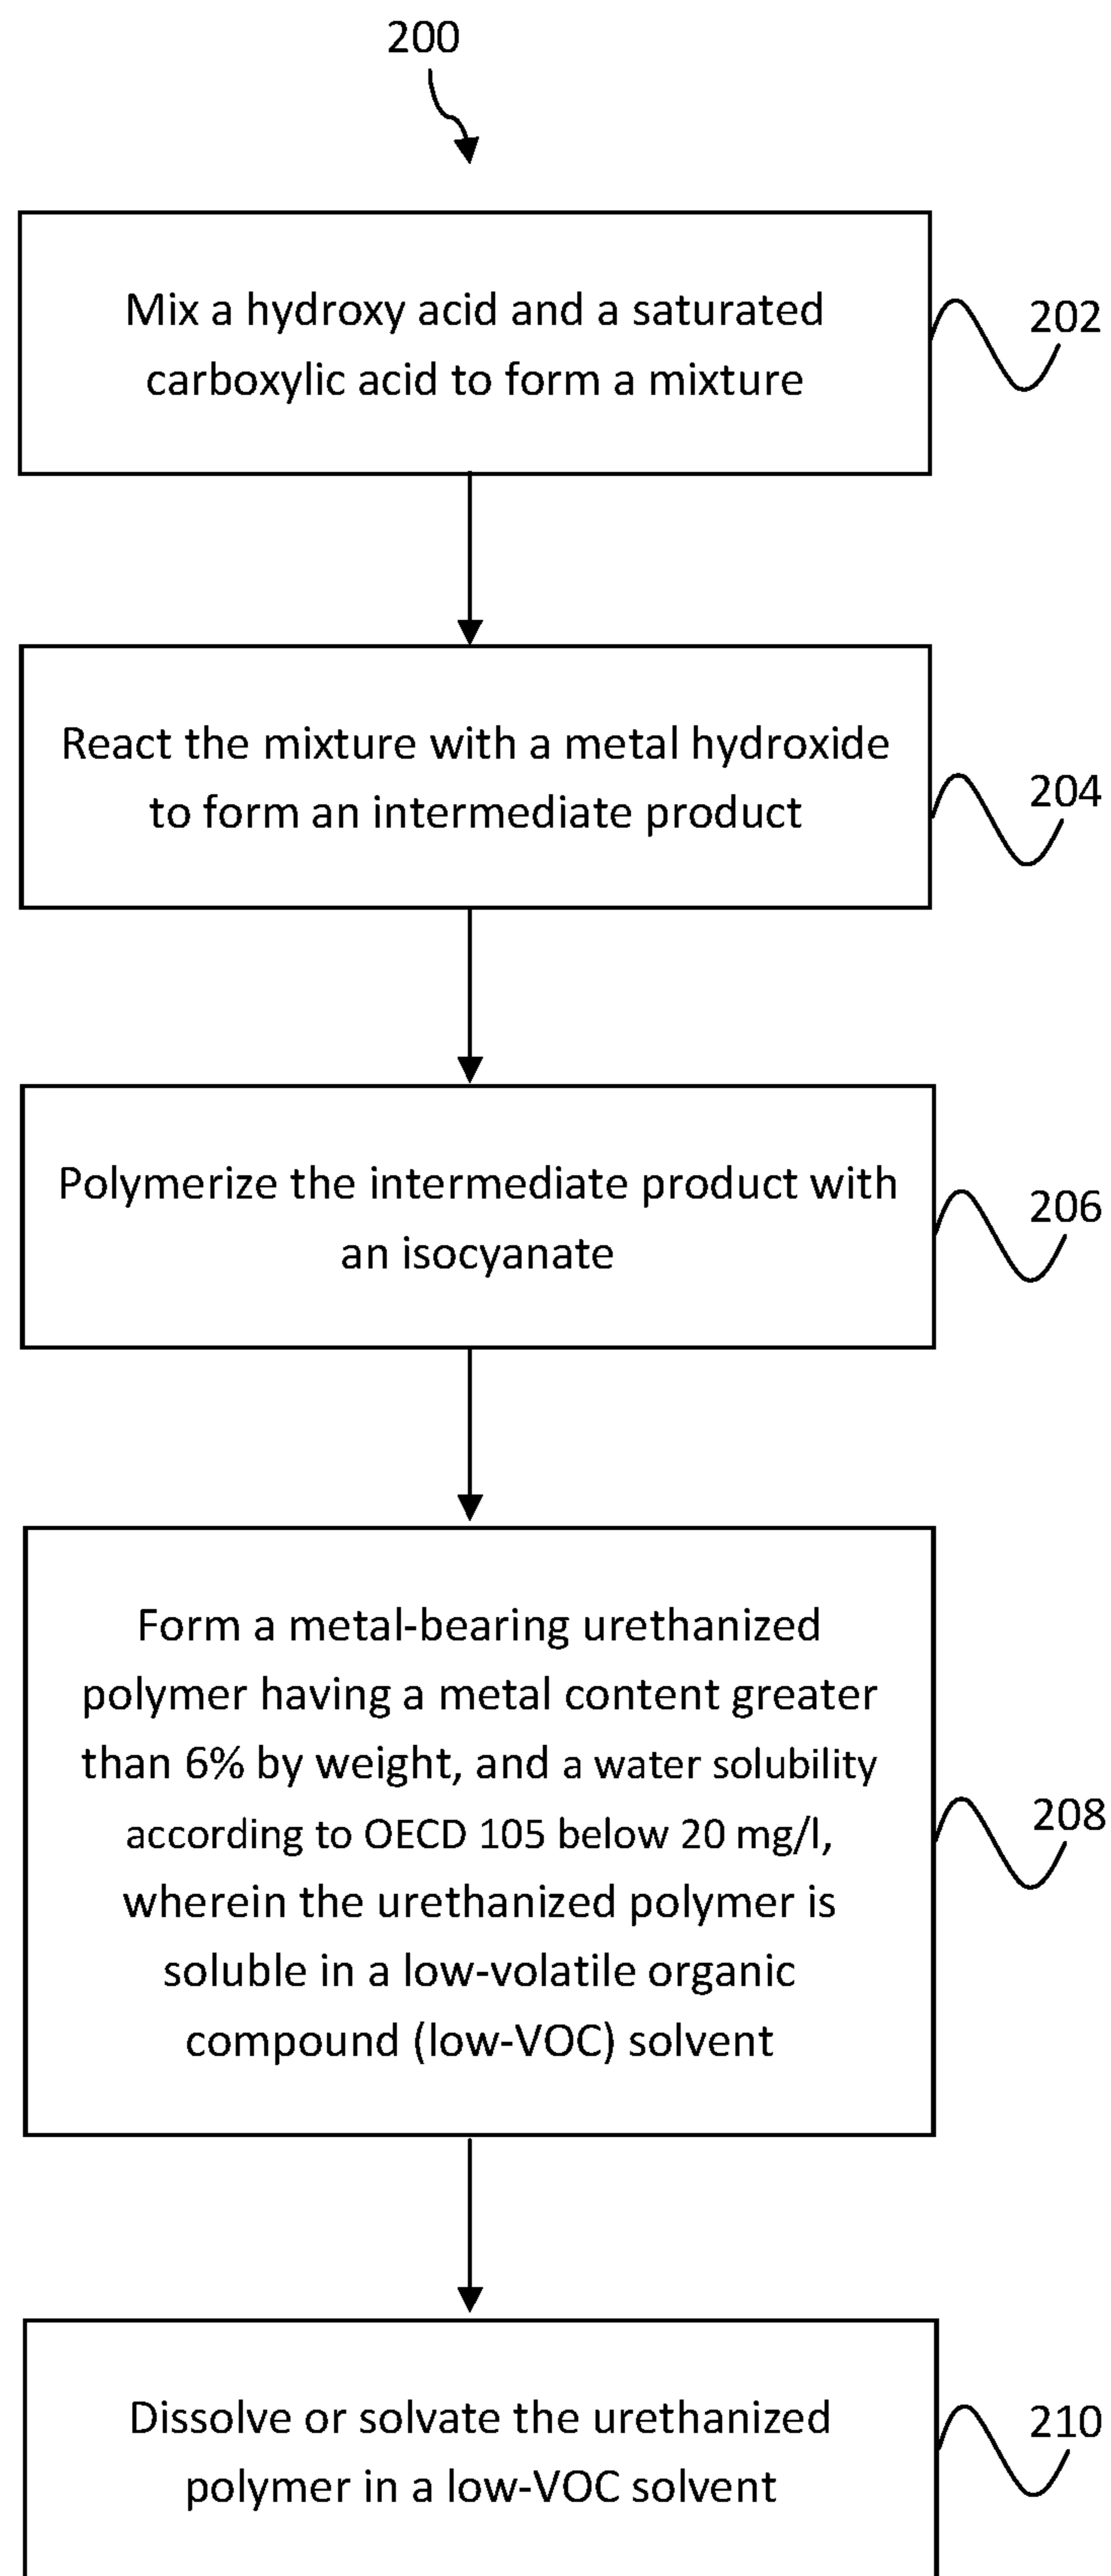 200
Mix a hydroxy acid and a saturated
carboxylic acid to form a mixture
202
React the mixture with a metal hydroxide
to form an intermediate product
204
Polymerize the intermediate product with
an isocyanate
206
Form a metal-bearing urethanized
polymer having a metal content greater
than 6% by weight, and a water solubility
according to OECD 105 below 20 mg/l,
wherein the urethanized polymer is
soluble in a low-volatile organic
compound (low-VOC) solvent
208
Dissolve or solvate the urethanized
polymer in a low-VOC solvent
210